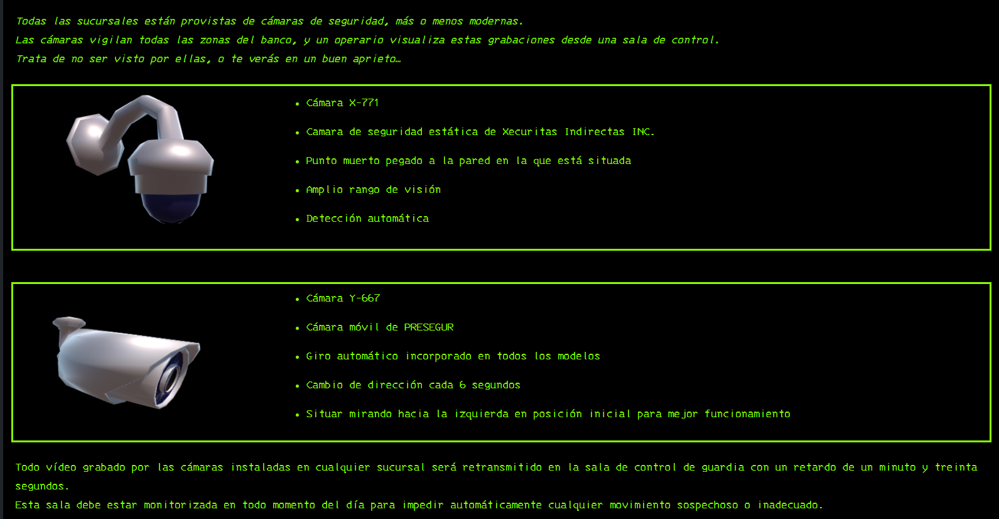 Todas las sucursales están provistas de cámaras de seguridad, más o menos modernas.
Las cámaras vigilan todas las zonas del banco, y un operario visualiza estas grabaciones desde una sala de control.
Trata de no ser visto por ellas, o te verás en un buen aprieto…
• Cámara X-771
• Camara de seguridad estática de Xecuritas Indirectas INC.
• Punto muerto pegado a la pared en la que está situada
• Amplio rango de visión
• Detección automática
• Cámara Y-667
• Cámara móvil de PRESEGUR
• Giro automático incorporado en todos los modelos
• Cambio de dirección cada 6 segundos
• Situar mirando hacia la izquierda en posición inicial para mejor funcionamiento
Todo vídeo grabado por las cámaras instaladas en cualquier sucursal será retransmitido en la sala de control de guardia con un retardo de un minuto y treinta
segundos.
Esta sala debe estar monitorizada en todo momento del día para impedir automáticamente cualquier movimiento sospechoso o inadecuado.